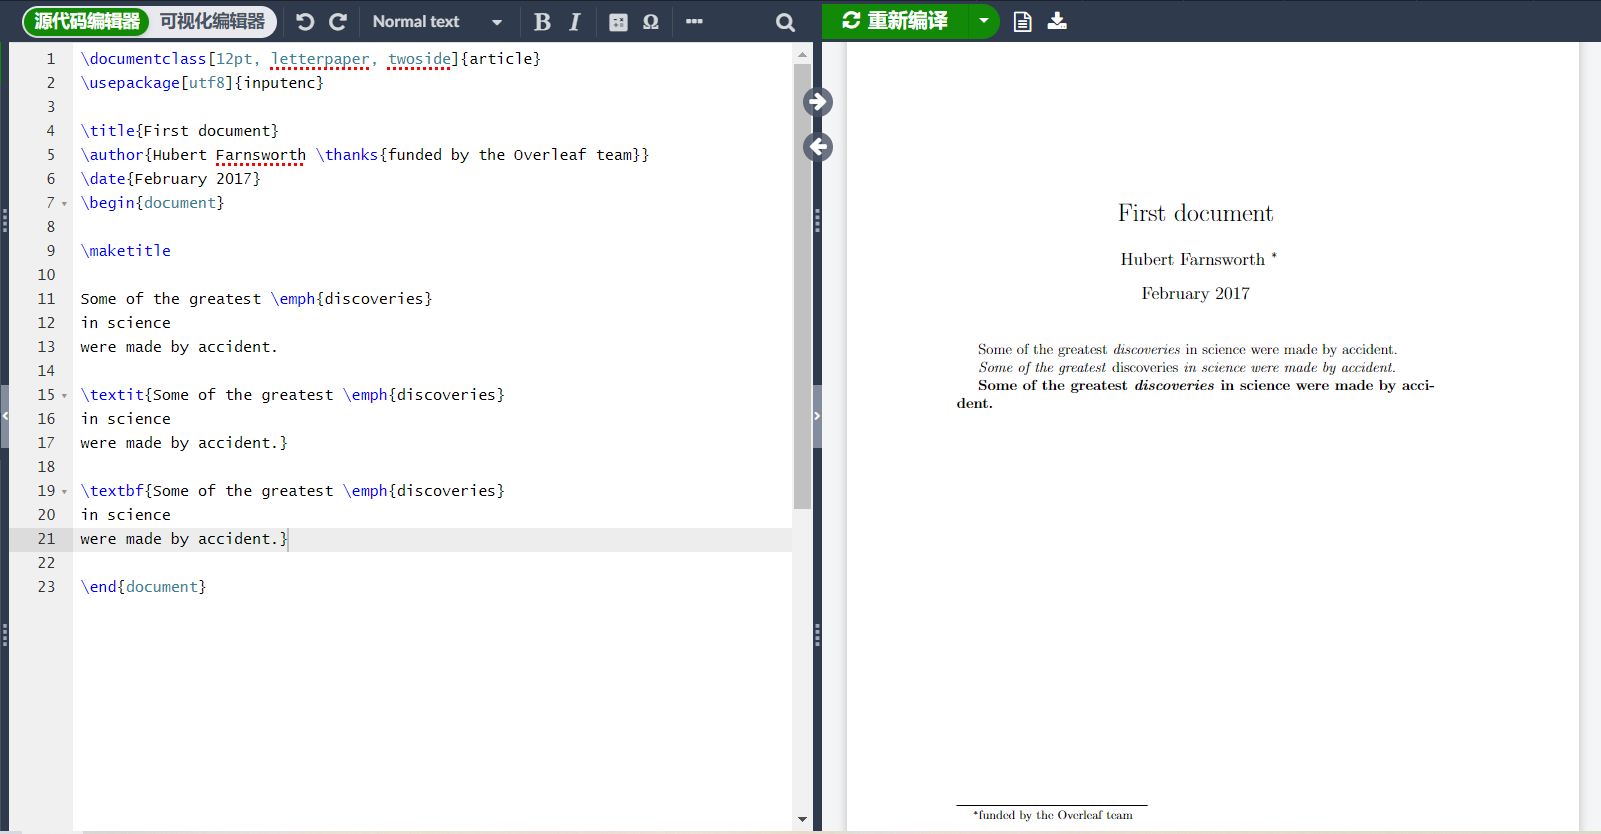 源代码编辑器 可视化编辑器 Normal text B I Ω 重新编译
1 \documentclass[12pt, letterpaper, twoside]{article}
2 \usepackage[utf8]{inputenc}
3
4 \title{First document}
5 \author{Hubert Farnsworth \thanks{funded by the Overleaf team}}
6 \date{February 2017}
7 \begin{document}
8
9 \maketitle
10
11 Some of the greatest \emph{discoveries}
12 in science
13 were made by accident.
14
15 \textit{Some of the greatest \emph{discoveries}
16 in science
17 were made by accident.}
18
19 \textbf{Some of the greatest \emph{discoveries}
20 in science
21 were made by accident.}
22
23 \end{document}
First document
Hubert Farnsworth *
February 2017
Some of the greatest discoveries in science were made by accident.
Some of the greatest discoveries in science were made by accident.
Some of the greatest discoveries in science were made by acci-
dent.
*funded by the Overleaf team